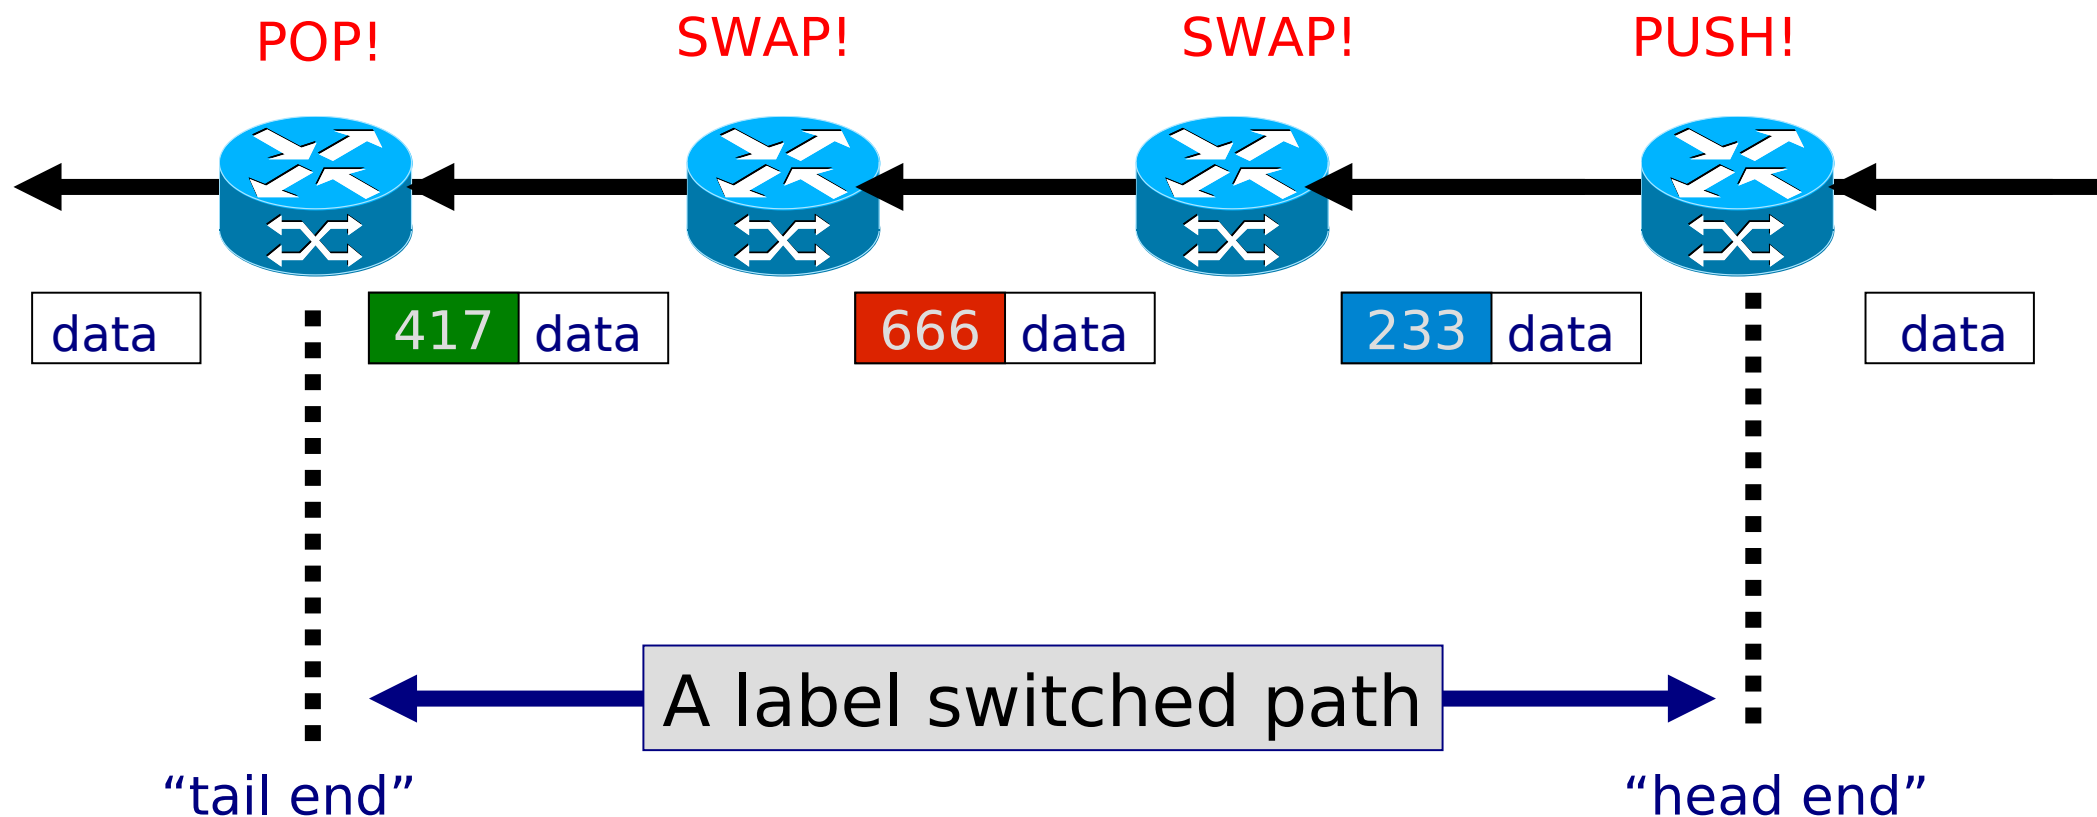 POP!
SWAP!
SWAP!
PUSH!
data
417 data
666 data
233 data
data
A label switched path
“tail end”
“head end”